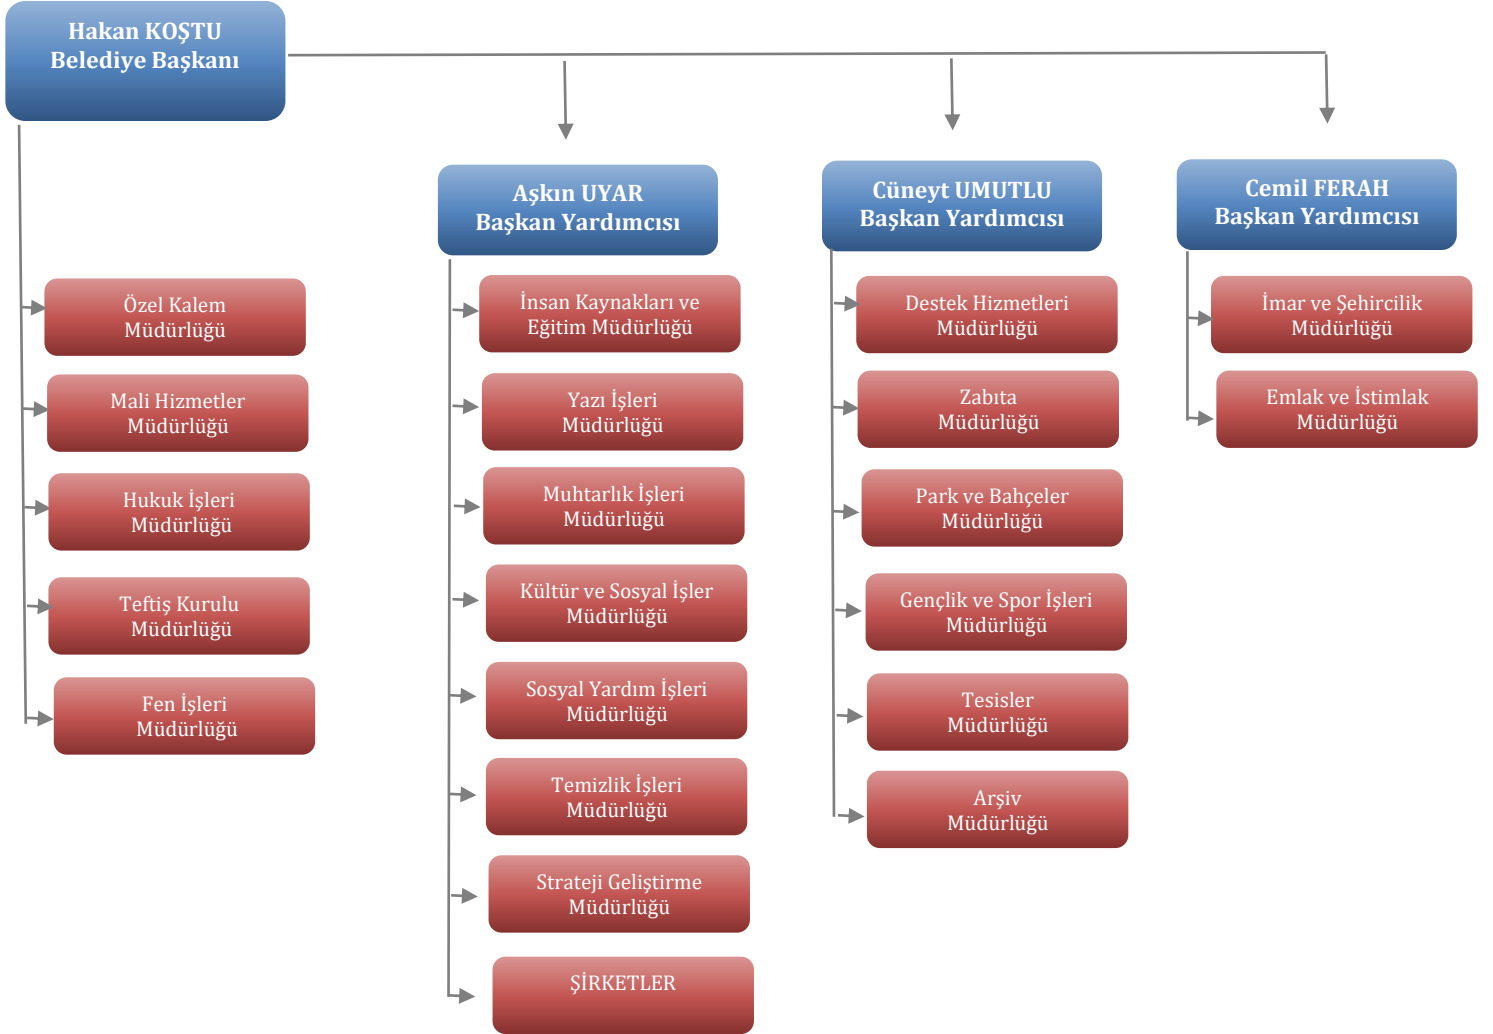 Hakan KOŞTU
Belediye Başkanı
Özel Kalem
Müdürlüğü
Mali Hizmetler
Müdürlüğü
Hukuk İşleri
Müdürlüğü
Teftiş Kurulu
Müdürlüğü
Fen İşleri
Müdürlüğü
Aşkın UYAR
Başkan Yardımcısı
İnsan Kaynakları ve
Eğitim Müdürlüğü
Yazı İşleri
Müdürlüğü
Muhtarlık İşleri
Müdürlüğü
Kültür ve Sosyal İşler
Müdürlüğü
Sosyal Yardım İşleri
Müdürlüğü
Temizlik İşleri
Müdürlüğü
Strateji Geliştirme
Müdürlüğü
ŞİRKETLER
Cüneyt UMUTLU
Başkan Yardımcısı
Destek Hizmetleri
Müdürlüğü
Zabıta
Müdürlüğü
Park ve Bahçeler
Müdürlüğü
Gençlik ve Spor İşleri
Müdürlüğü
Tesisler
Müdürlüğü
Arşiv
Müdürlüğü
Cemil FERAH
Başkan Yardımcısı
İmar ve Şehircilik
Müdürlüğü
Emlak ve İstimlak
Müdürlüğü